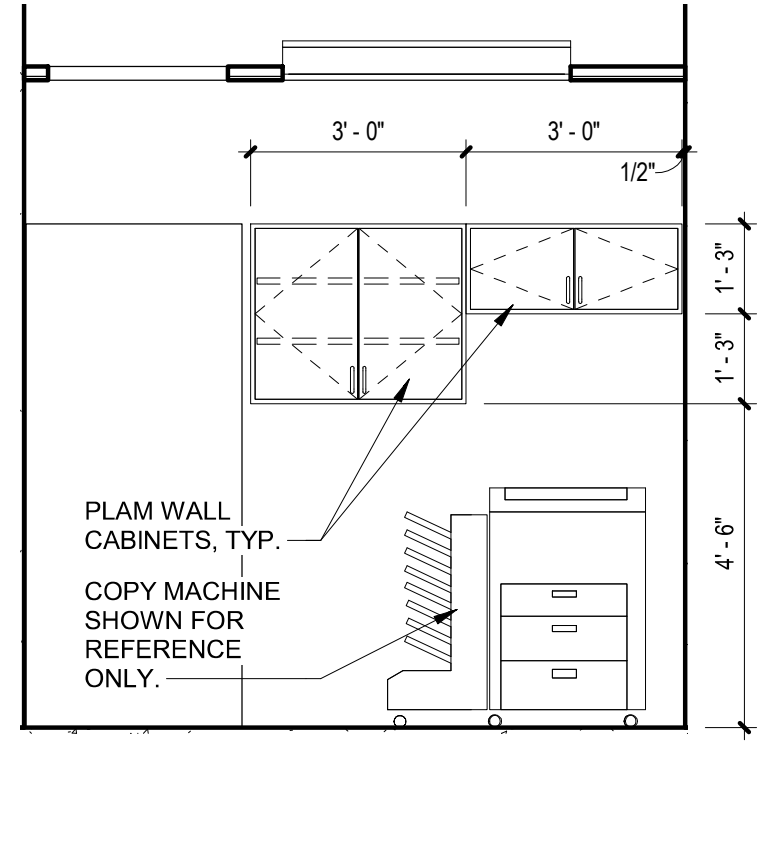 3' - 0"
3' - 0"
1/2"
1' - 3"
1' - 3"
4' - 6"
PLAM WALL
CABINETS, TYP.
COPY MACHINE
SHOWN FOR
REFERENCE
ONLY.